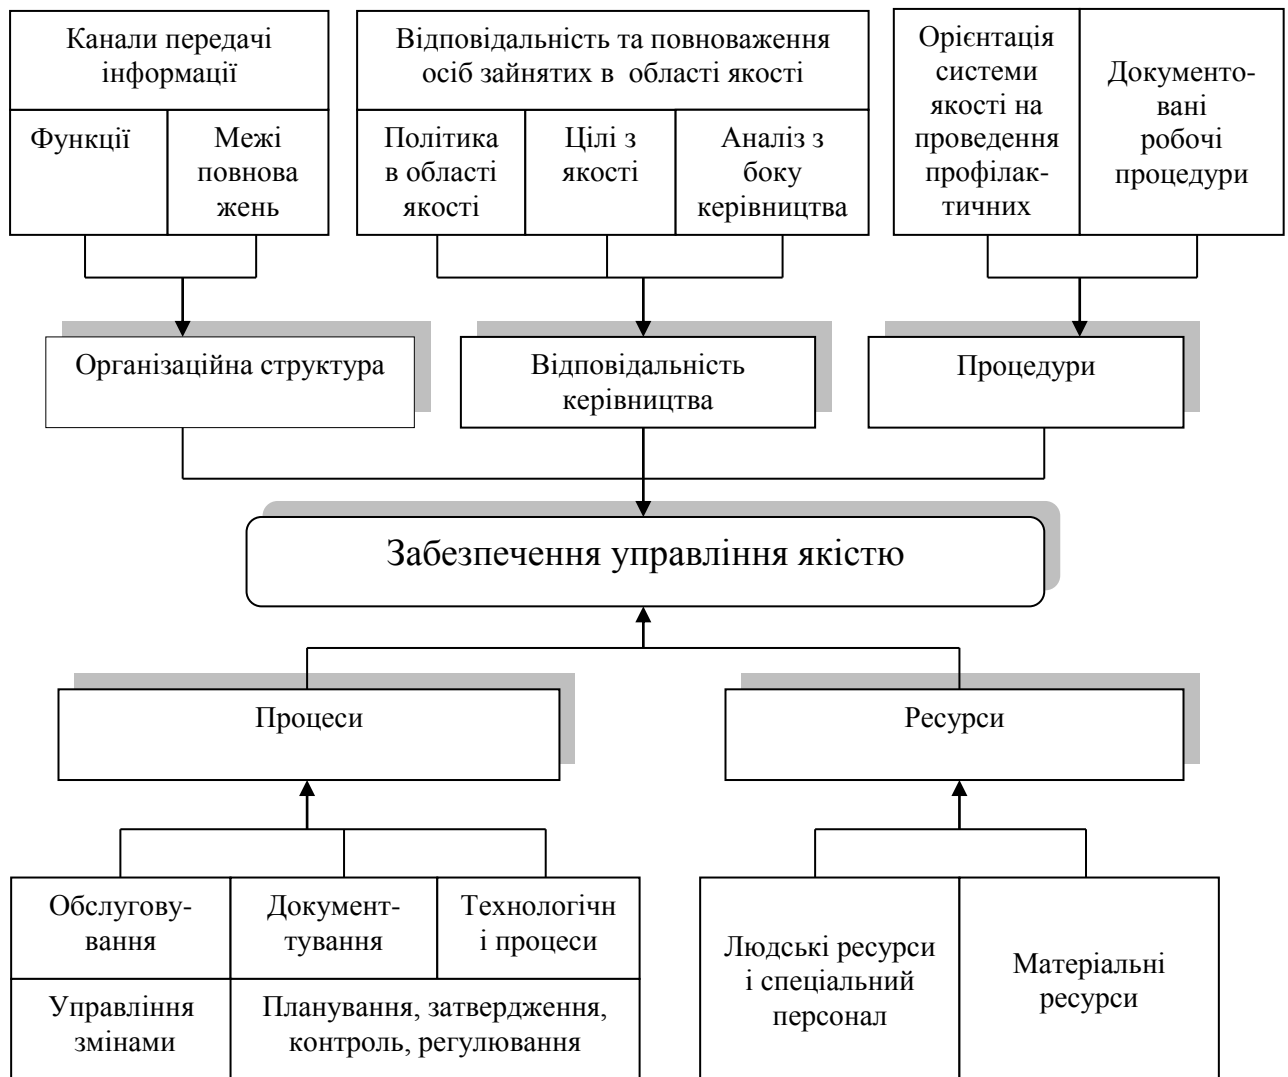 Канали передачі
інформації
Функції
Межі
повнова
жень
Відповідальність та повноваження
осіб зайнятих в області якості
Політика
в області
якості
Цілі з
якості
Аналіз з
боку
керівництва
Орієнтація
системи
якості на
проведення
профілак-
тичних
Документо-
вані
робочі
процедури
Організаційна структура
Відповідальність
керівництва
Процедури
Забезпечення управління якістю
Процеси
Ресурси
Обслугову-
вання
Документ-
тування
Технологічн
і процеси
Управління
змінами
Планування, затвердження,
контроль, регулювання
Людські ресурси
і спеціальний
персонал
Матеріальні
ресурси